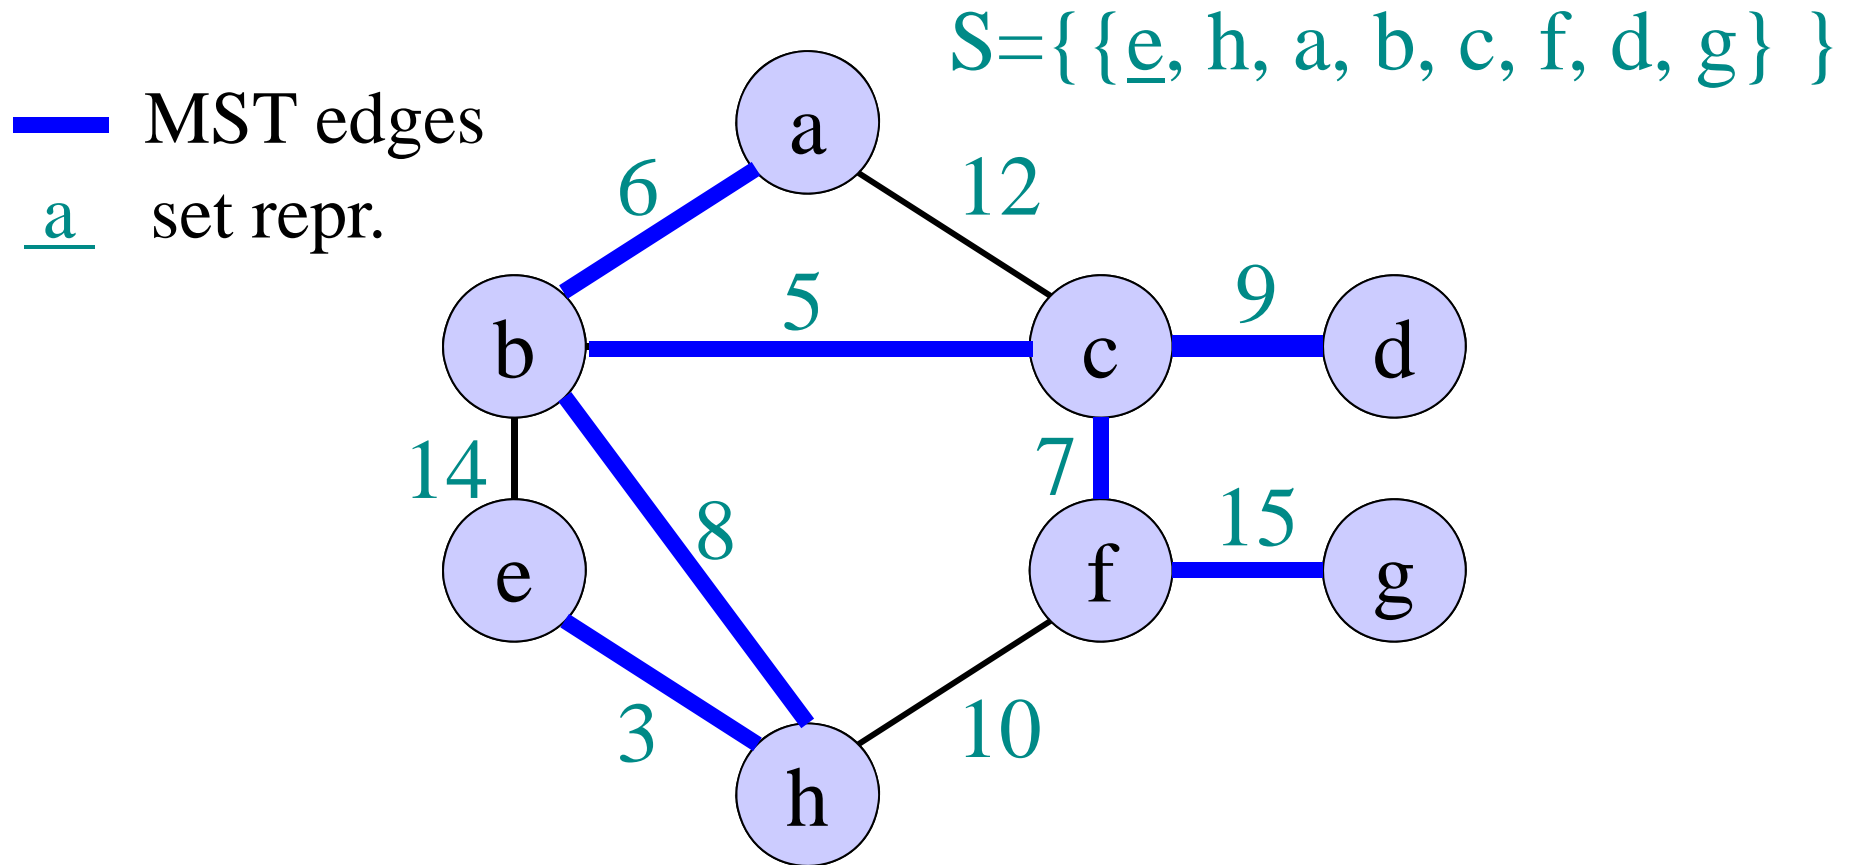 S={ {e, h, a, b, c, f, d, g} }
MST edges
a set repr.
a
6
12
5
9
b
c
d
14
8
7
15
e
f
g
3
10
h